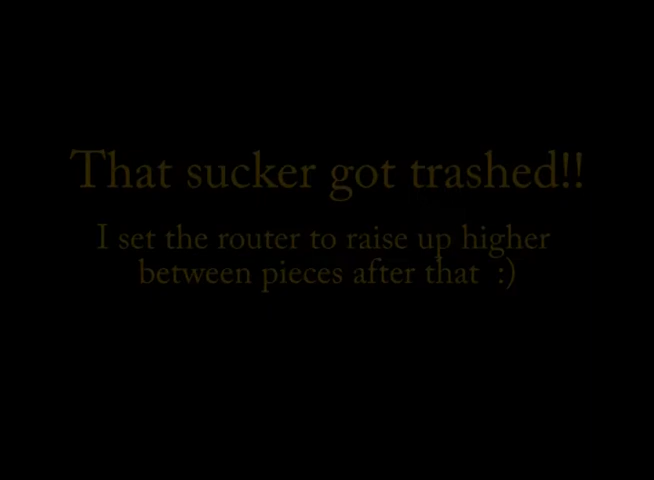 That sucker got trashed!!
I set the router to raise up higher
between pieces after that :)